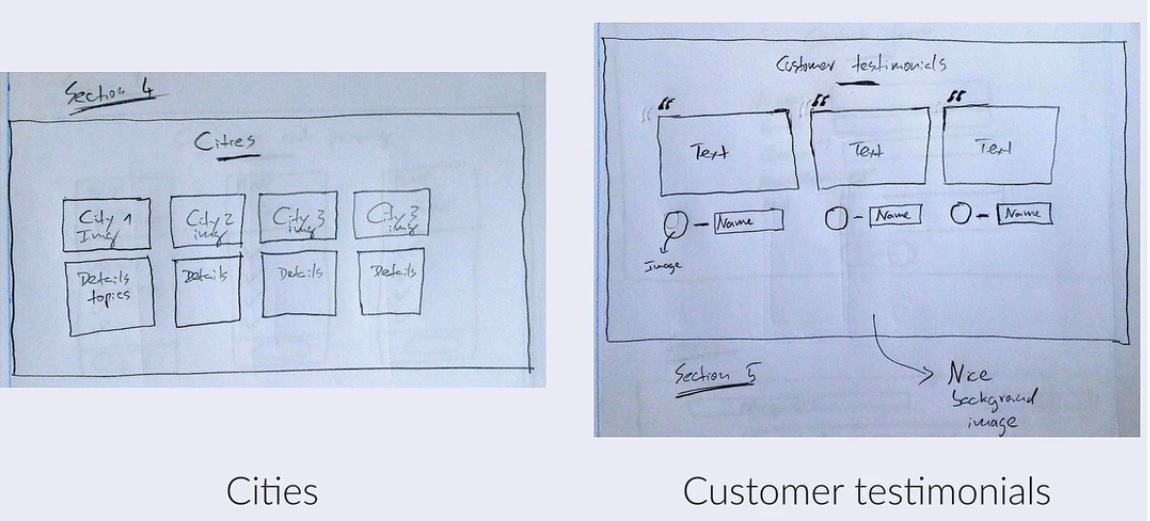 Section 4
Cities
City 1
Img
City 2
img
City 3
img
City 3
img
Details
topics
Details
Details
Details
Customer testimonials
“ “ “
Text
Text
Text
Name
Name
Name
Image
Section 5
Nice
background
image
Cities
Customer testimonials